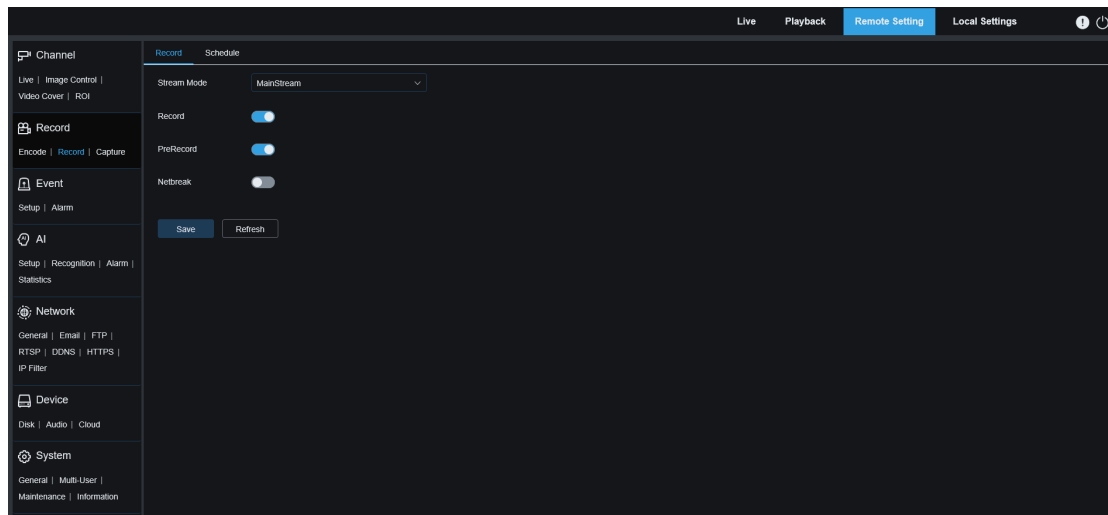 Live Playback Remote Setting Local Settings
Channel
Live | Image Control |
Video Cover | ROI
Record
Encode | Record | Capture
Event
Setup | Alarm
AI
Setup | Recognition | Alarm |
Statistics
Network
General | Email | FTP |
RTSP | DDNS | HTTPS |
IP Filter
Device
Disk | Audio | Cloud
System
General | Multi-User |
Maintenance | Information
Record Schedule
Stream Mode MainStream
Record
PreRecord
Netbreak
Save Refresh